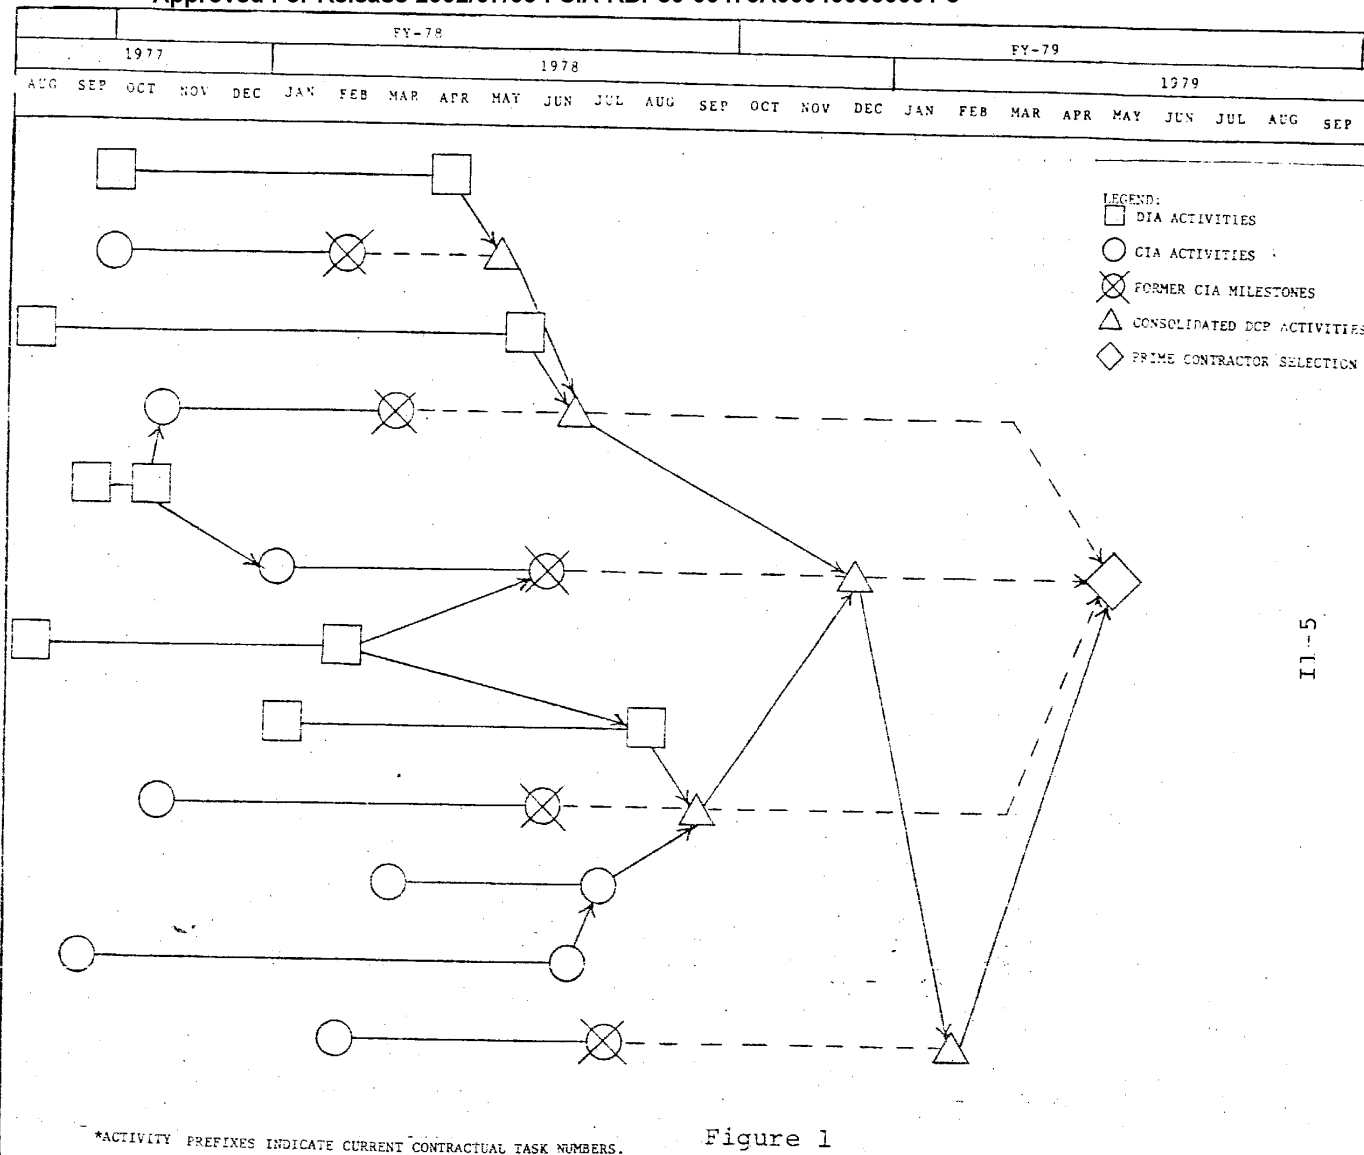 FY-78 FY-79
1977 1978 1979
AUG SEP OCT NOV DEC JAN FEB MAR APR MAY JUN JUL AUG SEP OCT NOV DEC JAN FEB MAR APR MAY JUN JUL AUG SEP
LEGEND:
DIA ACTIVITIES
CIA ACTIVITIES
FORMER CIA MILESTONES
CONSOLIDATED DCP ACTIVITIES
PRIME CONTRACTOR SELECTION
II-5
*ACTIVITY PREFIXES INDICATE CURRENT CONTRACTUAL TASK NUMBERS.
Figure 1